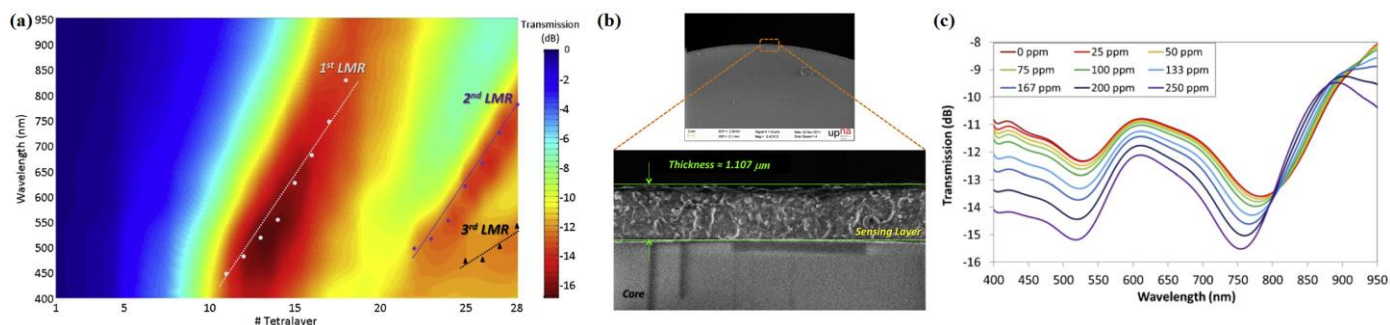 (a)
950
900
850
800
750
700
650
600
550
500
450
400
Wavelength (nm)
1
5
10
15
20
25
28
# Tetralayer
1st LMR
2nd LMR
3rd LMR
Transmission
(dB)
0
-2
-4
-6
-8
-10
-12
-14
-16
(b)
upna
Thickness = 1.107 µm
Sensing Layer
Core
(c)
-8
-9
-10
-11
-12
-13
-14
-15
-16
Transmission (dB)
0 ppm 25 ppm 50 ppm
75 ppm 100 ppm 133 ppm
167 ppm 200 ppm 250 ppm
400 450 500 550 600 650 700 750 800 850 900 950
Wavelength (nm)